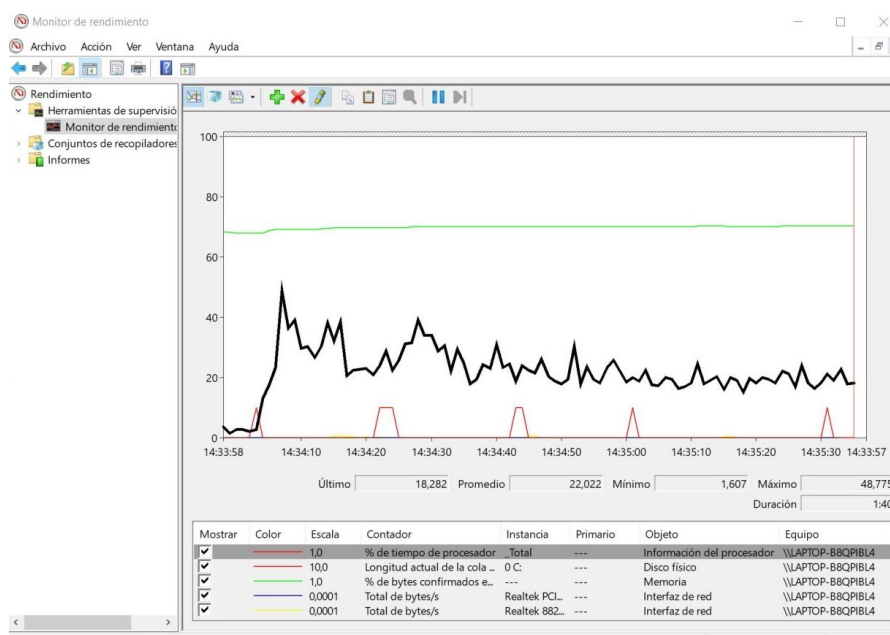 Monitor de rendimiento
Archivo Acción Ver Ventana Ayuda
Rendimiento
Herramientas de supervisió
Monitor de rendimiento
Conjuntos de recopiladores
Informes
100
80
60
40
20
0
14:33:58 14:34:10 14:34:20 14:34:30 14:34:40 14:34:50 14:35:00 14:35:10 14:35:20 14:35:30 14:33:57
Último 18,282 Promedio 22,022 Mínimo 1,607 Máximo 48,775
Duración 1:40
Mostrar Color Escala Contador Instancia Primario Objeto Equipo
1,0 % de tiempo de procesador _Total --- Información del procesador \\LAPTOP-B8QPIBL4
10,0 Longitud actual de la cola ... 0 C: --- Disco físico \\LAPTOP-B8QPIBL4
1,0 % de bytes confirmados e... --- --- Memoria \\LAPTOP-B8QPIBL4
0,0001 Total de bytes/s Realtek PCI... --- Interfaz de red \\LAPTOP-B8QPIBL4
0,0001 Total de bytes/s Realtek 882... --- Interfaz de red \\LAPTOP-B8QPIBL4